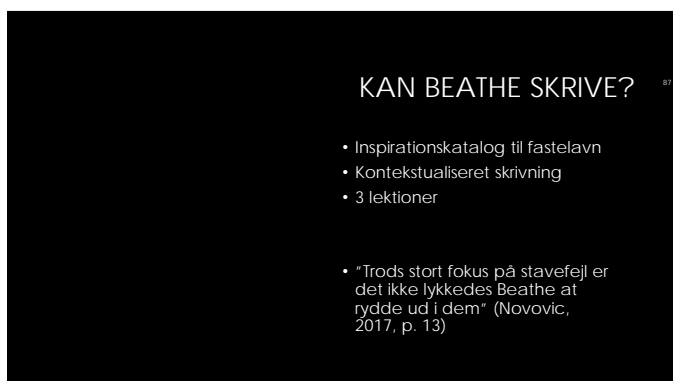 KAN BEATHE SKRIVE?
87
• Inspirationskatalog til fastelavn
• Kontekstualiseret skrivning
• 3 lektioner
• "Trods stort fokus på stavefejl er
det ikke lykkedes Beathe at
rydde ud i dem" (Novovic,
2017, p. 13)